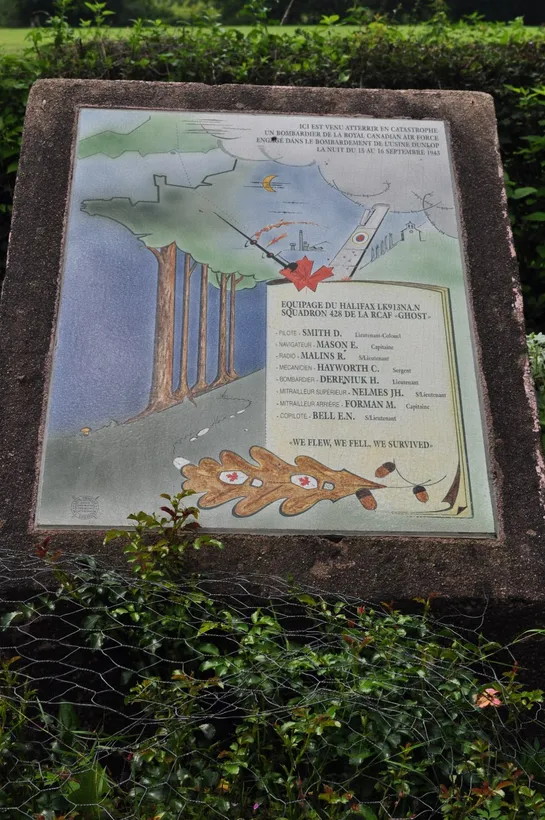 ICI EST VENU ATTERRIR EN CATASTROPHE
UN BOMBARDIER DE LA ROYAL CANADIAN AIR FORCE
ENGAGÉ DANS LE BOMBARDEMENT DE L'USINE DUNLOP
LA NUIT DU 15 AU 16 SEPTEMBRE 1943
EQUIPAGE DU HALIFAX LK913NA.N
SQUADRON 428 DE LA RCAF «GHOST»
- PILOTE - SMITH D. Lieutenant-Colonel
- NAVIGATEUR - MASON E. Capitaine
- RADIO - MALINS R. S/Lieutenant
- MECANICIEN - HAYWORTH C. Sergent
- BOMBARDIER - DERENIUK H. Lieutenant
- MITRAILLEUR SUPERIEUR - NELMES JH. S/Lieutenant
- MITRAILLEUR ARRIÈRE - FORMAN M. Capitaine
- COPILOTE - BELL E.N. S/Lieutenant
«WE FLEW, WE FELL, WE SURVIVED»